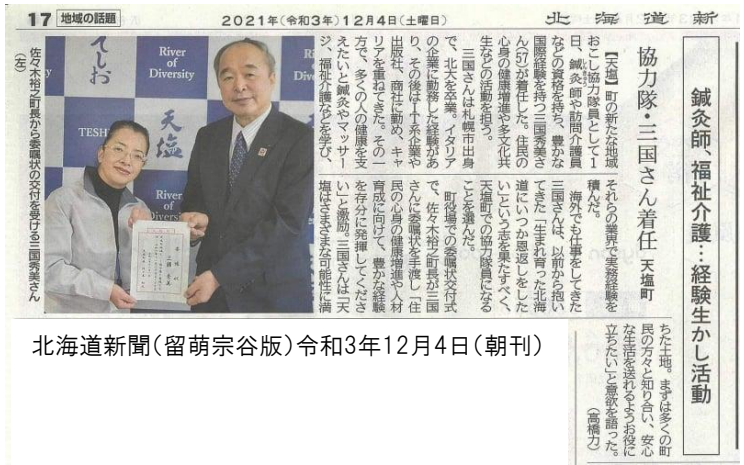 17 地域の話題
2021年(令和3年)12月4日(土曜日)
北海道新
鍼灸師、福祉介護…経験生かし活動
協力隊・三国さん着任 天塩町
【天塩】町の新たな地域
おこし協力隊員として1
日、鍼灸師や訪問介護員
などの資格を持ち、豊かな
国際経験を持つ三国秀美さ
ん(57)が着任した。住民の
心身の健康増進や多文化共
生などの活動を担う。
三国さんは札幌市出身
で、北大を卒業。イタリア
の企業に勤務した経験があ
り、その後はIT系企業や
出版社、商社に勤め、キャ
リアを重ねてきた。その一
方で、多くの人の健康を支
えたいと鍼灸やマッサー
ジ、福祉介護などを学び、
それらの業界で実務経験を
積んだ。
海外でも仕事をしてきた
三国さんは、以前から抱い
てきた「生まれ育った北海
道にいつか恩返しをした
い」という志を果たすべく、
天塩町での協力隊員になる
ことを選んだ。
町役場での委嘱状交付式
で、佐々木裕之町長が三国
さんに委嘱状を手渡し「住
民の心身の健康増進や人材
育成に向けて、豊かな経験
を存分に発揮してくださ
い」と激励。三国さんは「天
塩はさまざまな可能性に満
ちた土地。まずは多くの町
民の方々と知り合い、安心
な生活を送れるようお役に
立ちたい」と意欲を語った。
(高橋力)
てしお
River of Diversity
River of Diversity
TESH
天塩
River of Diversity
佐々木裕之町長から委嘱状の交付を受ける三国秀美さん
(左)
北海道新聞(留萌宗谷版)令和3年12月4日(朝刊)